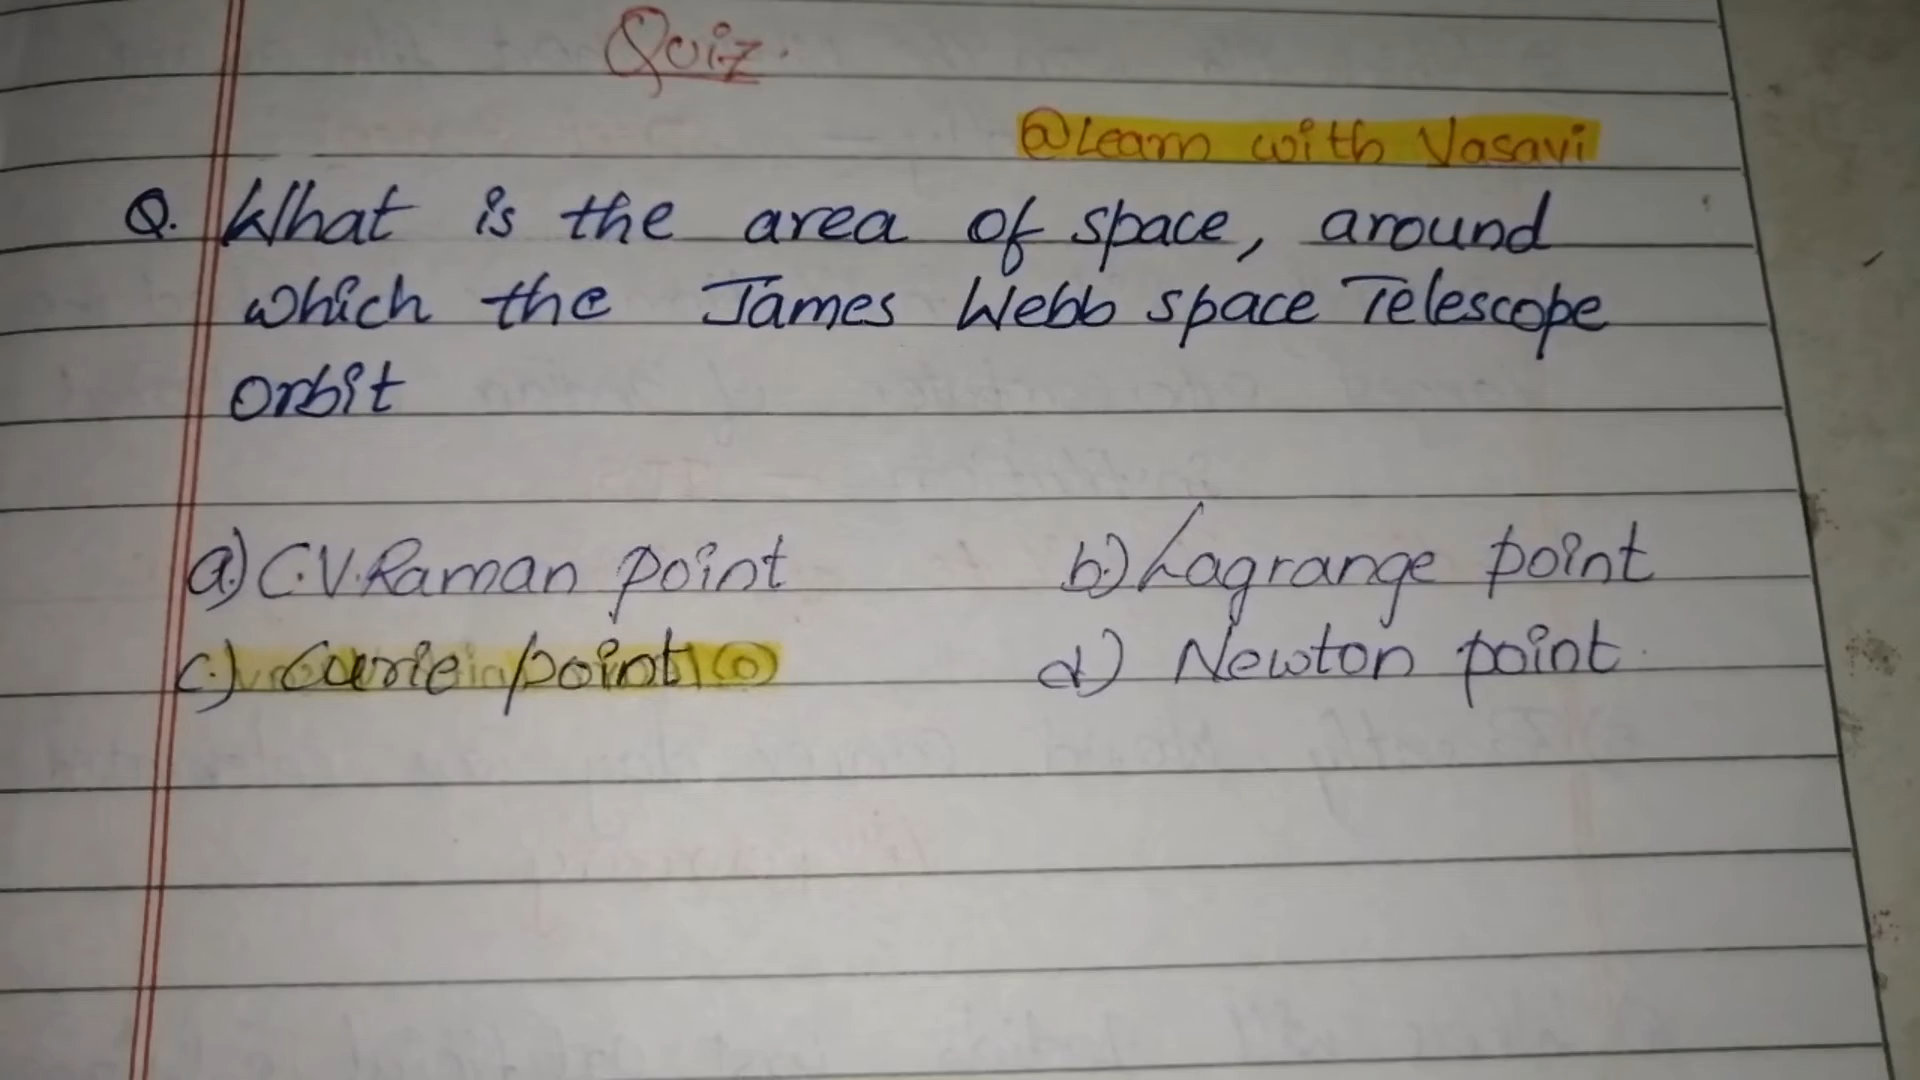 Quiz.
@Learn with Vasavi
Q. What is the area of space, around
which the James Webb space Telescope
orbit
a) C.V.Raman point b) Lagrange point
c) Curie point d) Newton point